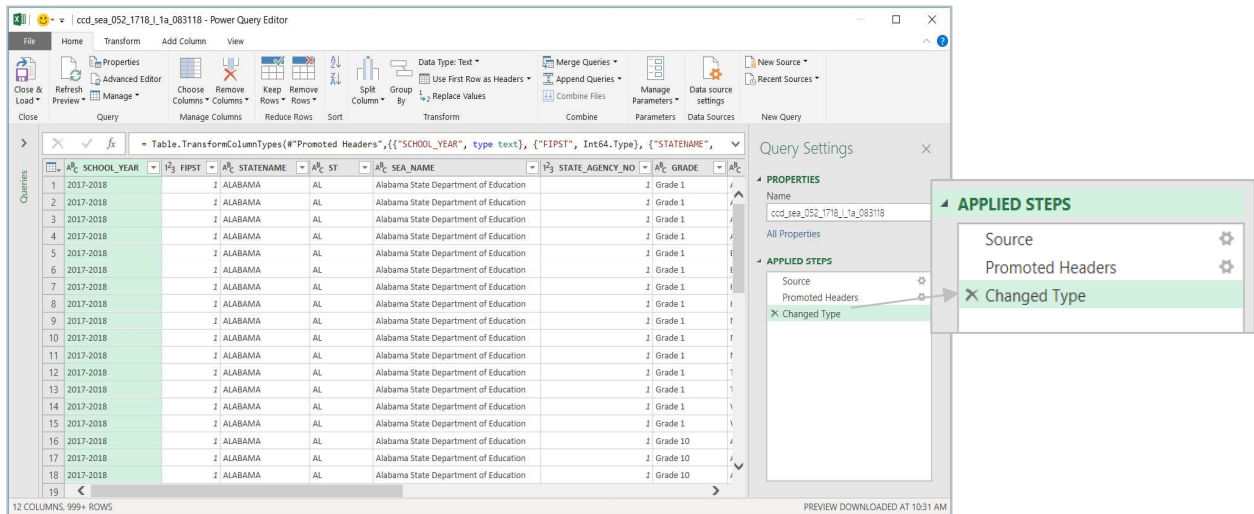 ccd_sea_052_1718_l_1a_083118 - Power Query Editor
File Home Transform Add Column View
Close & Load
Close
Refresh Preview
Properties
Advanced Editor
Manage
Query
Choose Columns
Remove Columns
Manage Columns
Keep Rows
Remove Rows
Reduce Rows
Sort
Split Column
Group By
Data Type: Text
Use First Row as Headers
Replace Values
Transform
Merge Queries
Append Queries
Combine Files
Combine
Manage Parameters
Parameters
Data source settings
Data Sources
New Source
Recent Sources
New Query
Queries
fx = Table.TransformColumnTypes(#"Promoted Headers",{{"SCHOOL_YEAR", type text}, {"FIPST", Int64.Type}, {"STATENAME",
SCHOOL_YEAR FIPST STATENAME ST SEA_NAME STATE_AGENCY_NO GRADE
1 2017-2018 1 ALABAMA AL Alabama State Department of Education 1 Grade 1
2 2017-2018 1 ALABAMA AL Alabama State Department of Education 1 Grade 1
3 2017-2018 1 ALABAMA AL Alabama State Department of Education 1 Grade 1
4 2017-2018 1 ALABAMA AL Alabama State Department of Education 1 Grade 1
5 2017-2018 1 ALABAMA AL Alabama State Department of Education 1 Grade 1
6 2017-2018 1 ALABAMA AL Alabama State Department of Education 1 Grade 1
7 2017-2018 1 ALABAMA AL Alabama State Department of Education 1 Grade 1
8 2017-2018 1 ALABAMA AL Alabama State Department of Education 1 Grade 1
9 2017-2018 1 ALABAMA AL Alabama State Department of Education 1 Grade 1
10 2017-2018 1 ALABAMA AL Alabama State Department of Education 1 Grade 1
11 2017-2018 1 ALABAMA AL Alabama State Department of Education 1 Grade 1
12 2017-2018 1 ALABAMA AL Alabama State Department of Education 1 Grade 1
13 2017-2018 1 ALABAMA AL Alabama State Department of Education 1 Grade 1
14 2017-2018 1 ALABAMA AL Alabama State Department of Education 1 Grade 1
15 2017-2018 1 ALABAMA AL Alabama State Department of Education 1 Grade 1
16 2017-2018 1 ALABAMA AL Alabama State Department of Education 1 Grade 10
17 2017-2018 1 ALABAMA AL Alabama State Department of Education 1 Grade 10
18 2017-2018 1 ALABAMA AL Alabama State Department of Education 1 Grade 10
19
Query Settings
PROPERTIES
Name
ccd_sea_052_1718_l_1a_083118
All Properties
APPLIED STEPS
Source
Promoted Headers
Changed Type
APPLIED STEPS
Source
Promoted Headers
Changed Type
12 COLUMNS, 999+ ROWS
PREVIEW DOWNLOADED AT 10:31 AM